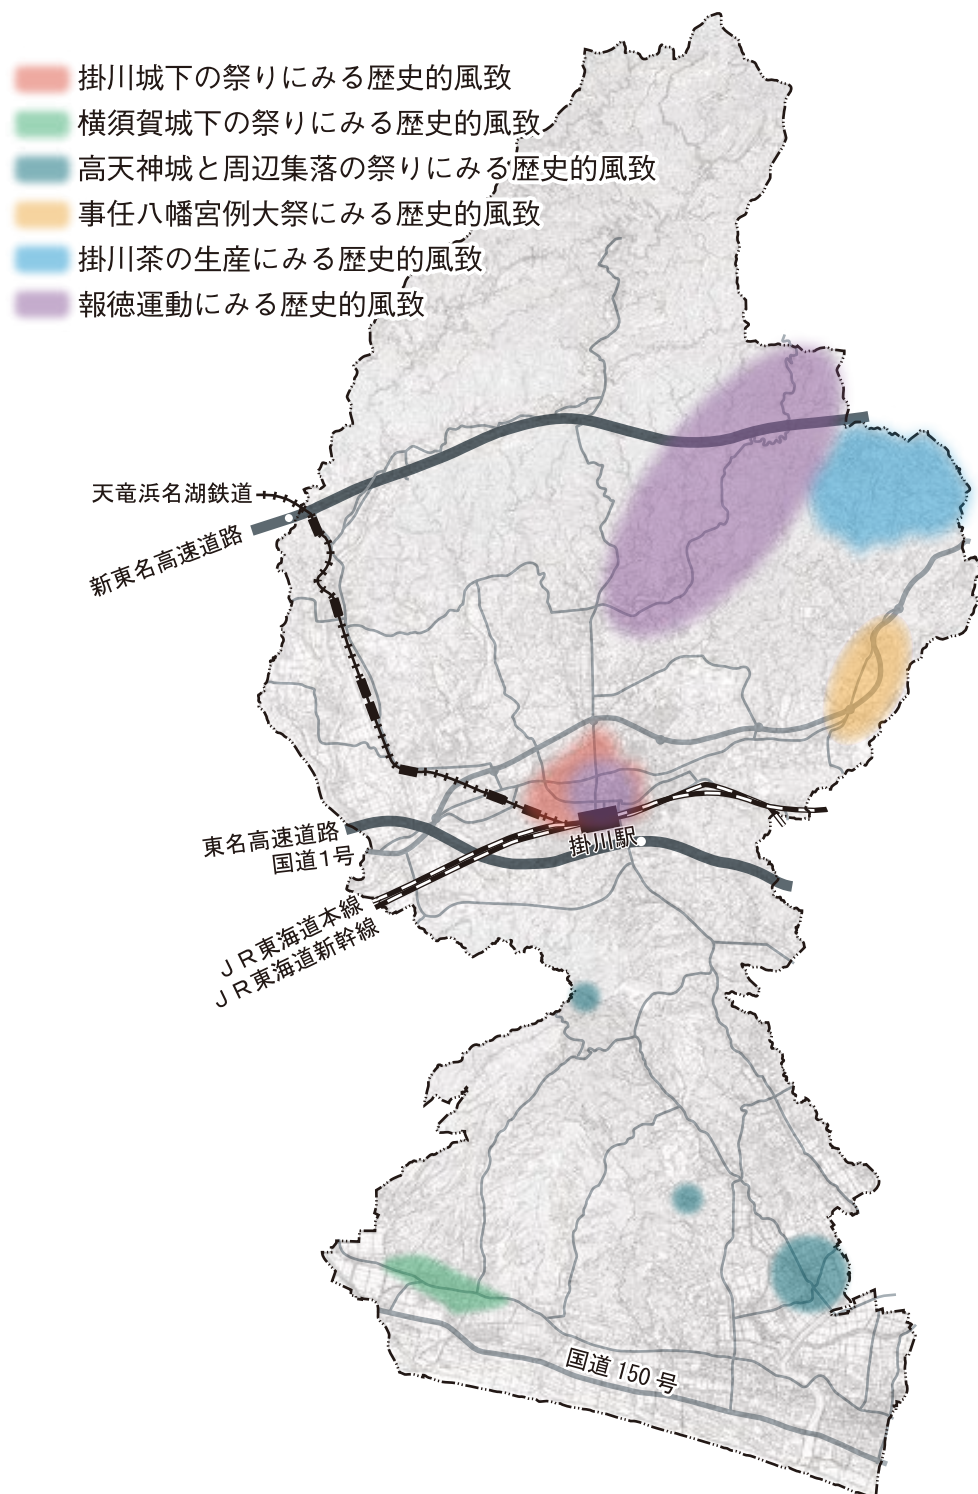 掛川城下の祭りにみる歴史的風致
横須賀城下の祭りにみる歴史的風致
高天神城と周辺集落の祭りにみる歴史的風致
事任八幡宮例大祭にみる歴史的風致
掛川茶の生産にみる歴史的風致
報徳運動にみる歴史的風致
天竜浜名湖鉄道
新東名高速道路
東名高速道路
国道1号
掛川駅
ＪＲ東海道本線
ＪＲ東海道新幹線
国道 150 号